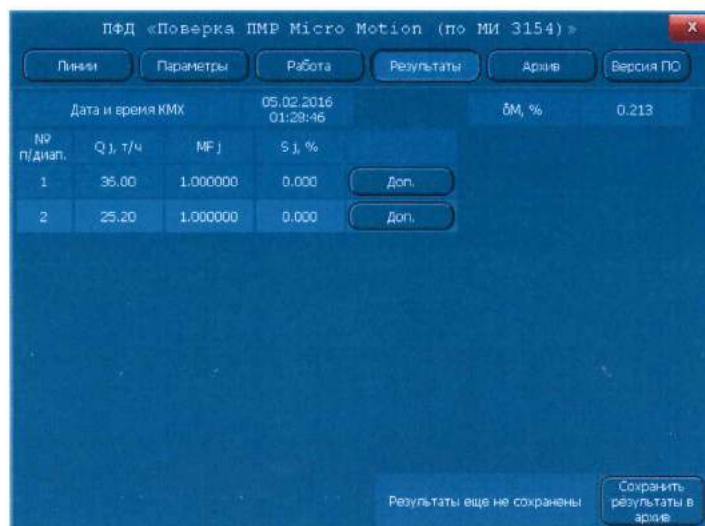 ПФД «Поверка ПМР Micro Motion (по МИ 3154)»
X
Линии Параметры Работа Результаты Архив Версия ПО
Дата и время КМХ 05.02.2016 01:29:46 δM, % 0.213
№ п/диап. Q j, т/ч MF j S j, %
1 36.00 1.000000 0.000 Доп.
2 25.20 1.000000 0.000 Доп.
Результаты еще не сохранены
Сохранить
результаты в
архив